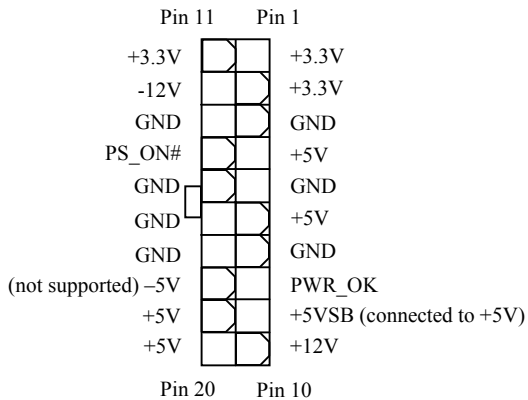 Pin 11 Pin 1
+3.3V +3.3V
-12V +3.3V
GND GND
PS_ON# +5V
GND GND
GND +5V
GND GND
(not supported) –5V PWR_OK
+5V +5VSB (connected to +5V)
+5V +12V
Pin 20 Pin 10